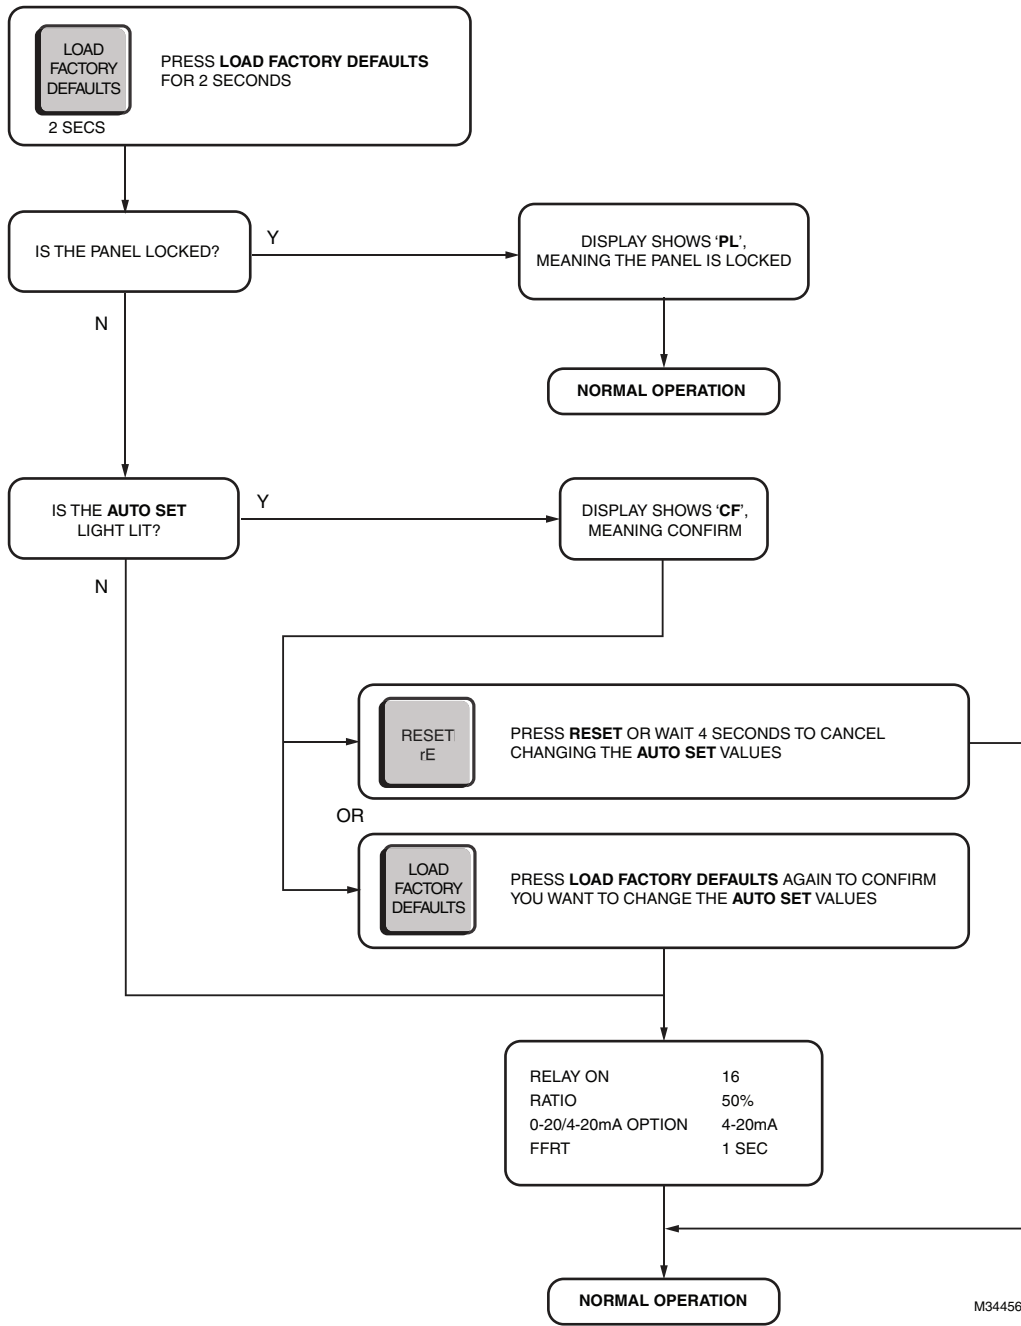 LOAD
FACTORY
DEFAULTS
2 SECS
PRESS LOAD FACTORY DEFAULTS
FOR 2 SECONDS
IS THE PANEL LOCKED?
Y
DISPLAY SHOWS ‘PL’,
MEANING THE PANEL IS LOCKED
N
NORMAL OPERATION
IS THE AUTO SET
LIGHT LIT?
Y
DISPLAY SHOWS ‘CF’,
MEANING CONFIRM
N
RESET
rE
PRESS RESET OR WAIT 4 SECONDS TO CANCEL
CHANGING THE AUTO SET VALUES
OR
LOAD
FACTORY
DEFAULTS
PRESS LOAD FACTORY DEFAULTS AGAIN TO CONFIRM
YOU WANT TO CHANGE THE AUTO SET VALUES
RELAY ON 16
RATIO 50%
0-20/4-20mA OPTION 4-20mA
FFRT 1 SEC
NORMAL OPERATION
M34456